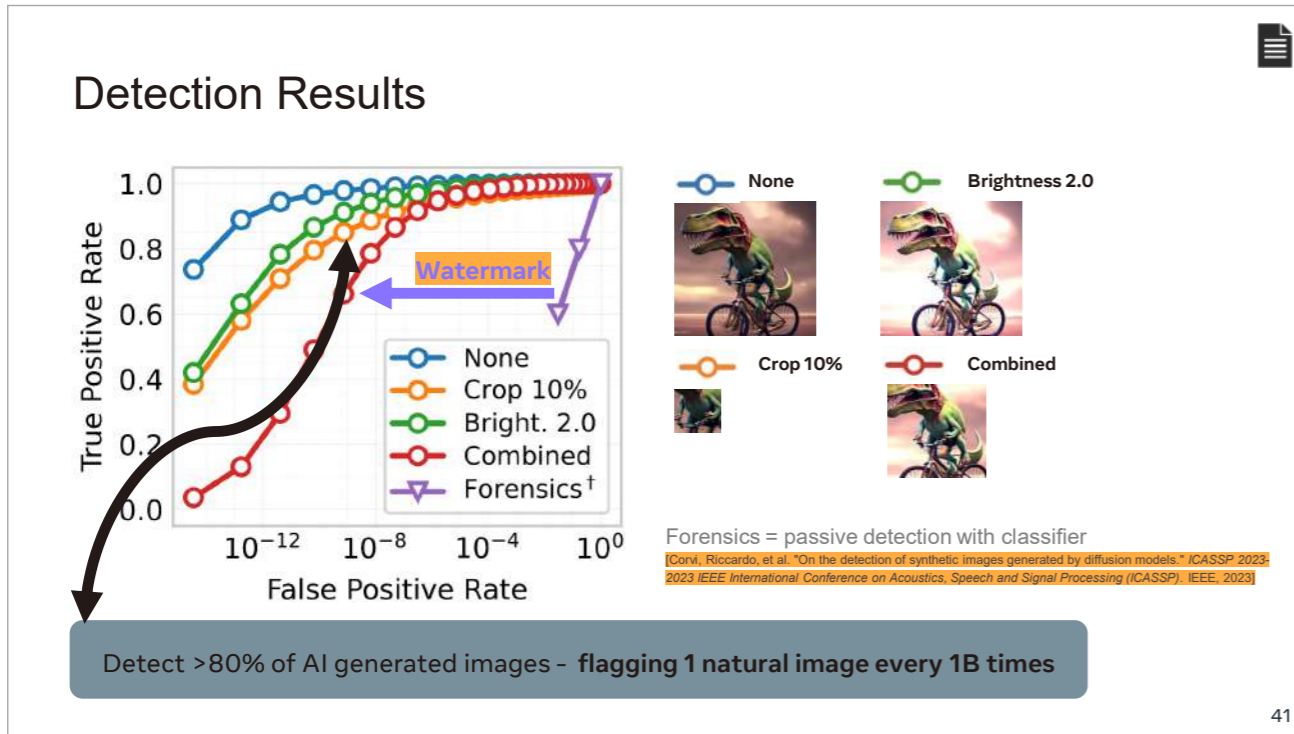 Detection Results
True Positive Rate
1.0
0.8
0.6
0.4
0.2
0.0
Watermark
None
Crop 10%
Bright. 2.0
Combined
Forensics†
10⁻¹²
10⁻⁸
10⁻⁴
10⁰
False Positive Rate
None
Brightness 2.0
Crop 10%
Combined
Forensics = passive detection with classifier
[Corvi, Riccardo, et al. "On the detection of synthetic images generated by diffusion models." ICASSP 2023-
2023 IEEE International Conference on Acoustics, Speech and Signal Processing (ICASSP). IEEE, 2023]
Detect >80% of AI generated images - flagging 1 natural image every 1B times
41